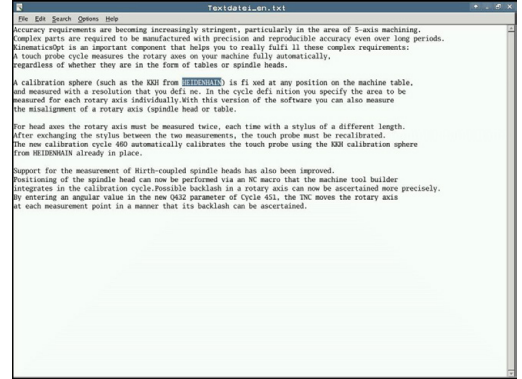 Textdatei_en.txt
File Edit Search Options Help
Accuracy requirements are becoming increasingly stringent, particularly in the area of 5-axis machining.
Complex parts are required to be manufactured with precision and reproducible accuracy even over long periods.
KinematicsOpt is an important component that helps you to really fulfi ll these complex requirements:
A touch probe cycle measures the rotary axes on your machine fully automatically,
regardless of whether they are in the form of tables or spindle heads.
A calibration sphere (such as the KKH from HEIDENHAIN) is fi xed at any position on the machine table,
and measured with a resolution that you defi ne. In the cycle defi nition you specify the area to be
measured for each rotary axis individually.With this version of the software you can also measure
the misalignment of a rotary axis (spindle head or table.
For head axes the rotary axis must be measured twice, each time with a stylus of a different length.
After exchanging the stylus between the two measurements, the touch probe must be recalibrated.
The new calibration cycle 460 automatically calibrates the touch probe using the KKH calibration sphere
from HEIDENHAIN already in place.
Support for the measurement of Hirth-coupled spindle heads has also been improved.
Positioning of the spindle head can now be performed via an NC macro that the machine tool builder
integrates in the calibration cycle.Possible backlash in a rotary axis can now be ascertained more precisely.
By entering an angular value in the new Q432 parameter of Cycle 451, the TNC moves the rotary axis
at each measurement point in a manner that its backlash can be ascertained.